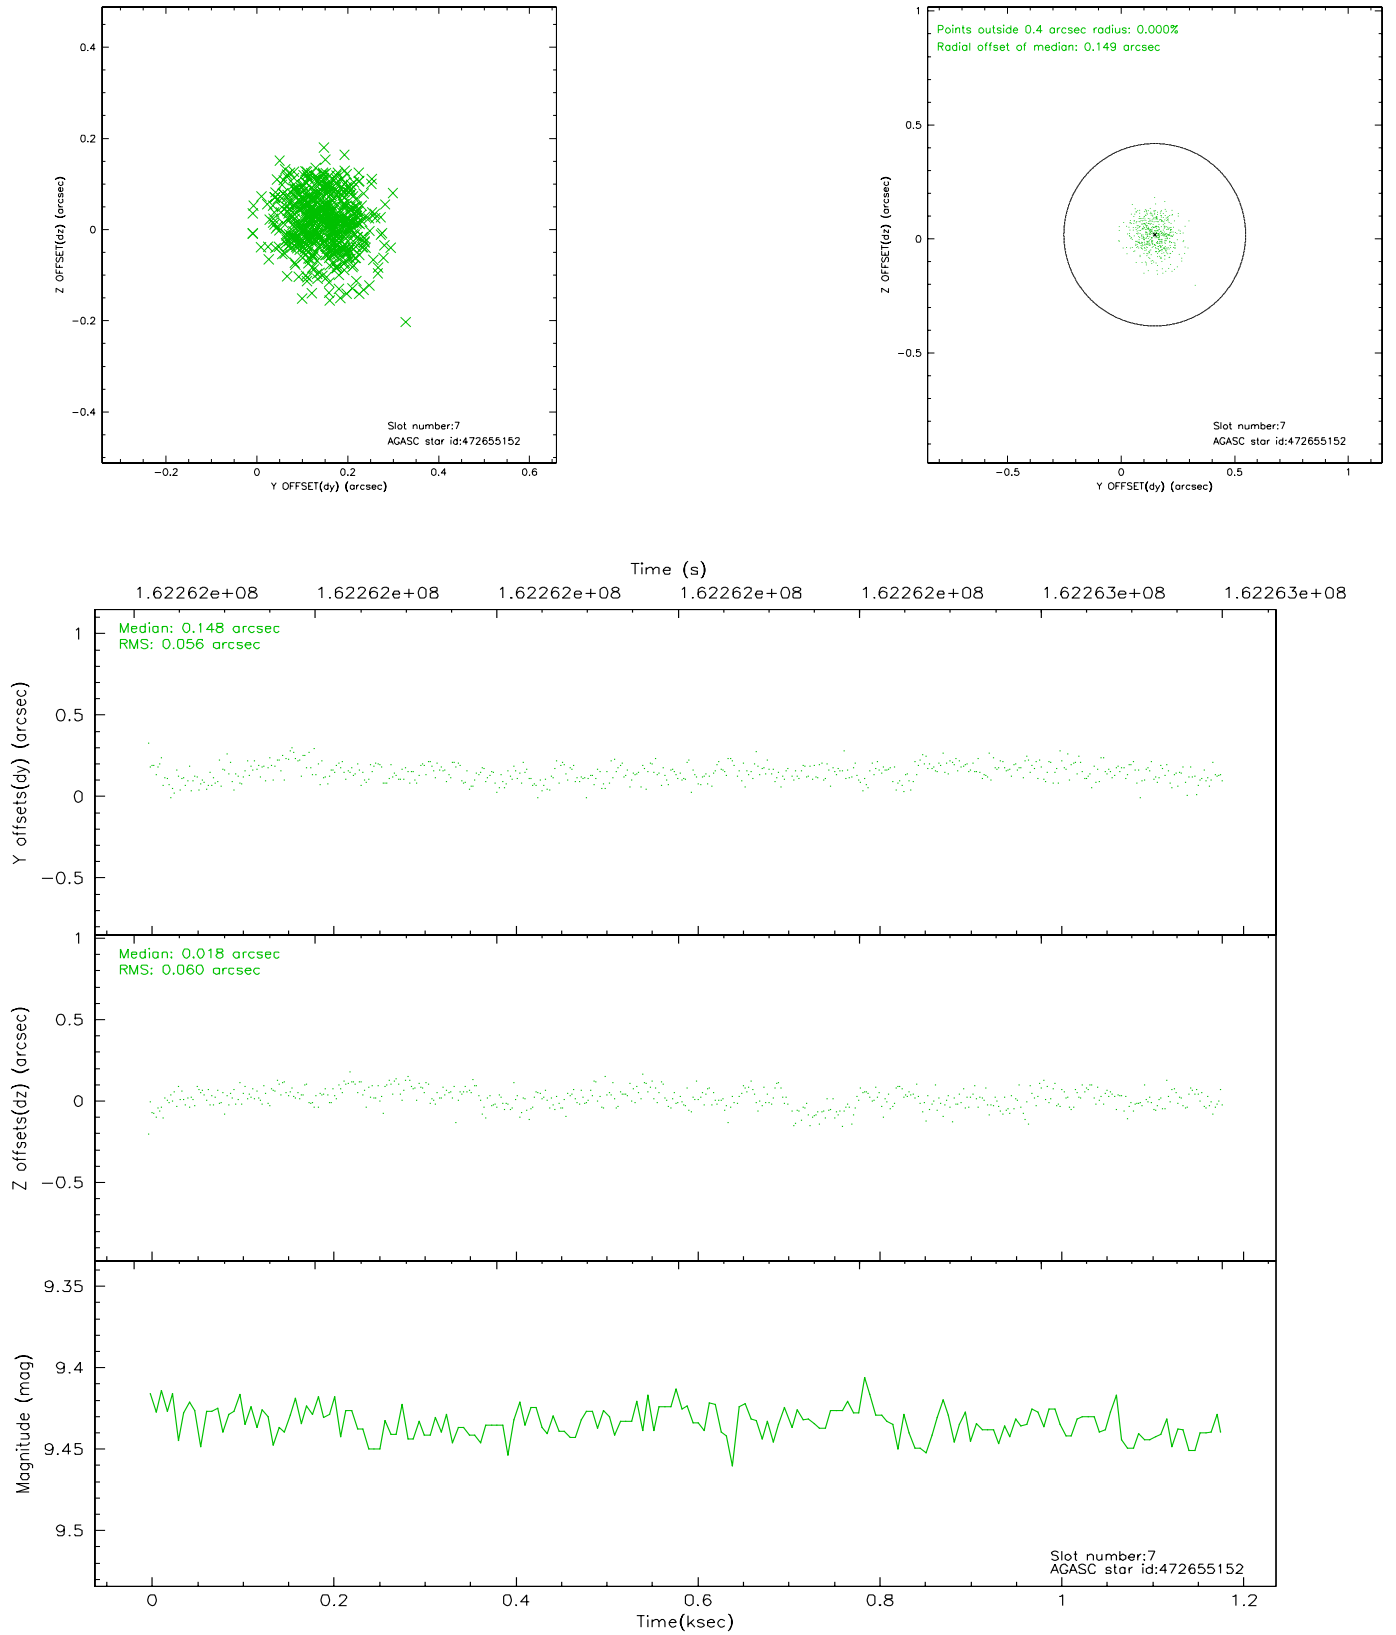 0.4
0.2
0
−0.2
−0.4
Z OFFSET(dz) (arcsec)
Slot number:7
AGASC star id:472655152
−0.2 0 0.2 0.4 0.6
Y OFFSET(dy) (arcsec)
Points outside 0.4 arcsec radius: 0.000%
Radial offset of median: 0.149 arcsec
1
0.5
0
−0.5
Z OFFSET(dz) (arcsec)
Slot number:7
AGASC star id:472655152
−0.5 0 0.5 1
Y OFFSET(dy) (arcsec)
Time (s)
1.62262e+08 1.62262e+08 1.62262e+08 1.62262e+08 1.62262e+08 1.62263e+08 1.62263e+08
Median: 0.148 arcsec
RMS: 0.056 arcsec
1
0.5
0
−0.5
Y offsets(dy) (arcsec)
Median: 0.018 arcsec
RMS: 0.060 arcsec
1
0.5
0
−0.5
Z offsets(dz) (arcsec)
9.35
9.4
9.45
9.5
Magnitude (mag)
Slot number:7
AGASC star id:472655152
0 0.2 0.4 0.6 0.8 1 1.2
Time(ksec)